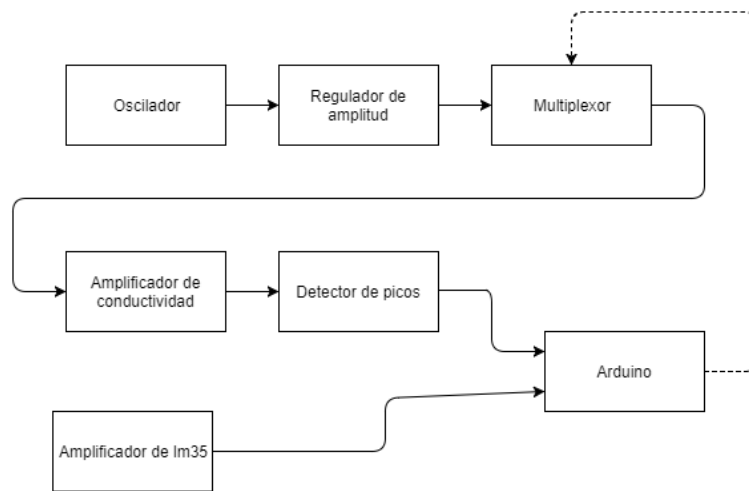 Oscilador
Regulador de
amplitud
Multiplexor
Amplificador de
conductividad
Detector de picos
Arduino
Amplificador de lm35